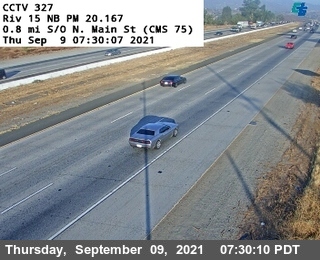 CCTV 327
Riv 15 NB PM 20.167
0.8 mi S/O N. Main St (CMS 75)
Thu Sep  9 07:30:07 2021
Thursday, September 09, 2021 07:30:10 PDT